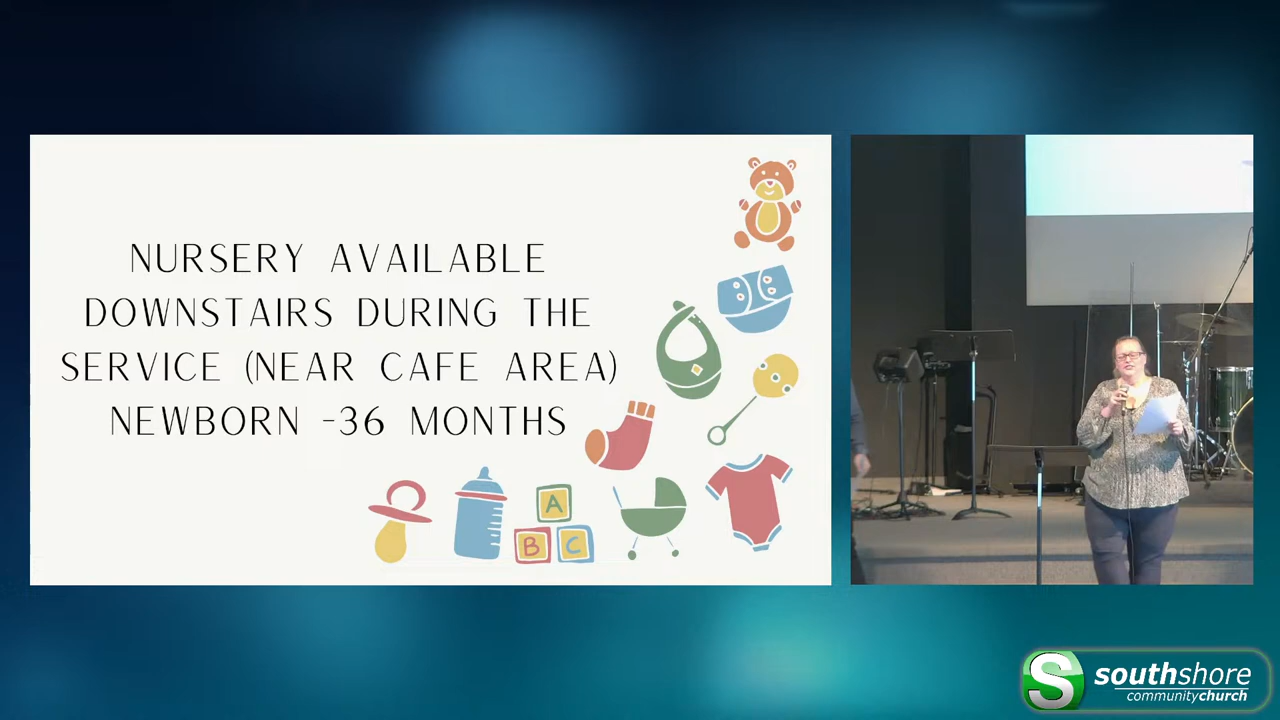 NURSERY AVAILABLE
DOWNSTAIRS DURING THE
SERVICE (NEAR CAFE AREA)
NEWBORN -36 MONTHS
A
B C
S southshore
communitychurch